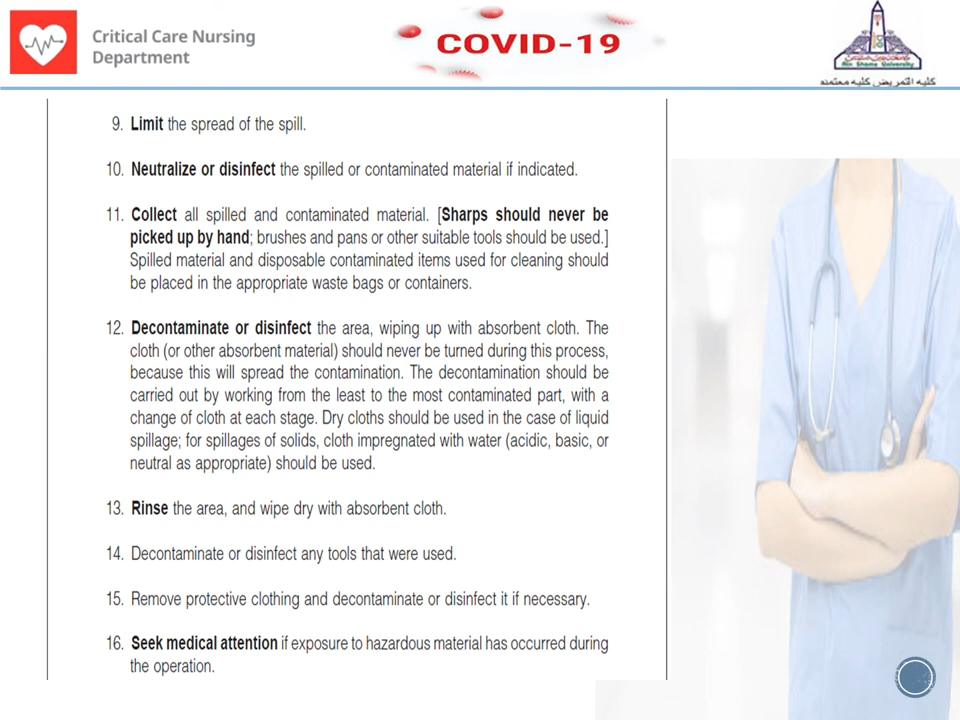 Critical Care Nursing
Department
COVID-19
Ain Shams University
كليه التمريض كليه معتمده
9. Limit the spread of the spill.
10. Neutralize or disinfect the spilled or contaminated material if indicated.
11. Collect all spilled and contaminated material. [Sharps should never be
picked up by hand; brushes and pans or other suitable tools should be used.]
Spilled material and disposable contaminated items used for cleaning should
be placed in the appropriate waste bags or containers.
12. Decontaminate or disinfect the area, wiping up with absorbent cloth. The
cloth (or other absorbent material) should never be turned during this process,
because this will spread the contamination. The decontamination should be
carried out by working from the least to the most contaminated part, with a
change of cloth at each stage. Dry cloths should be used in the case of liquid
spillage; for spillages of solids, cloth impregnated with water (acidic, basic, or
neutral as appropriate) should be used.
13. Rinse the area, and wipe dry with absorbent cloth.
14. Decontaminate or disinfect any tools that were used.
15. Remove protective clothing and decontaminate or disinfect it if necessary.
16. Seek medical attention if exposure to hazardous material has occurred during
the operation.